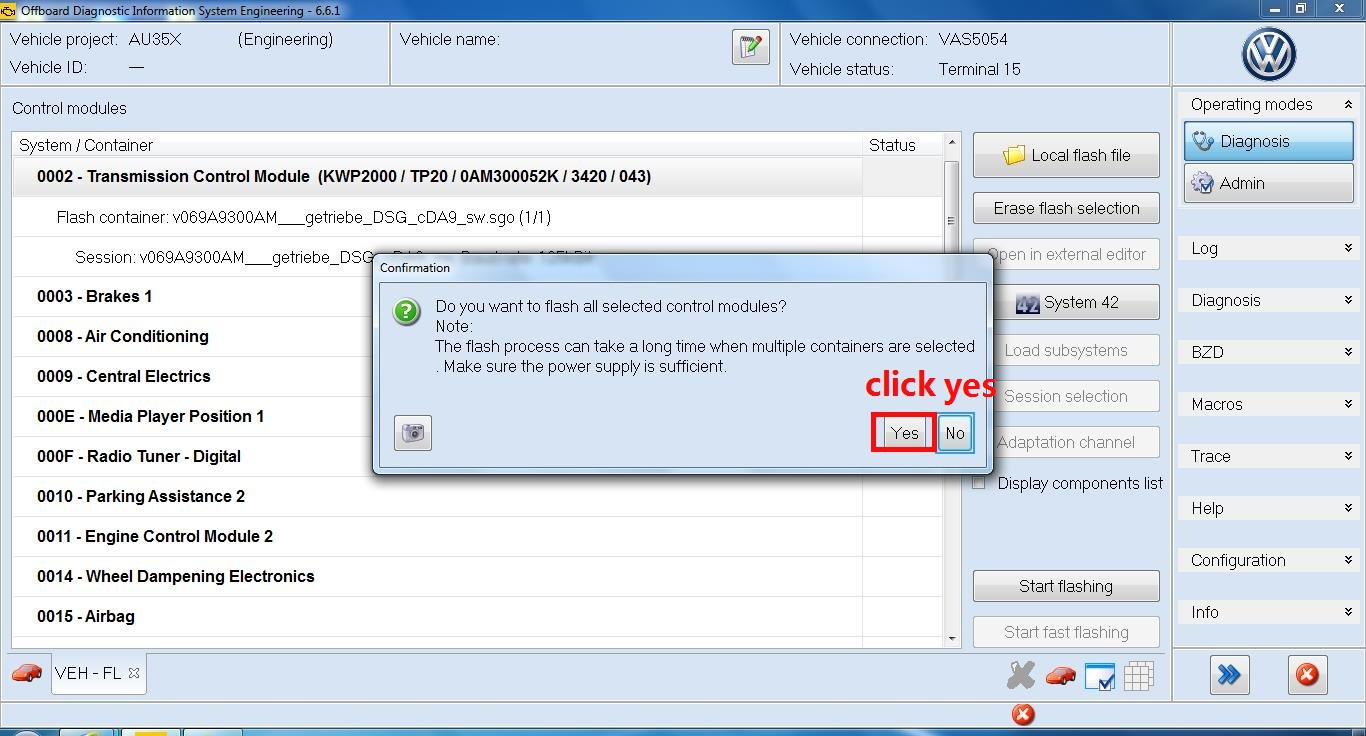 Offboard Diagnostic Information System Engineering - 6.6.1
Vehicle project: AU35X (Engineering)
Vehicle ID: —
Vehicle name:
Vehicle connection: VAS5054
Vehicle status: Terminal 15
Control modules
System / Container Status
0002 - Transmission Control Module (KWP2000 / TP20 / 0AM300052K / 3420 / 043)
Flash container: v069A9300AM___getriebe_DSG_cDA9_sw.sgo (1/1)
Session: v069A9300AM___getriebe_DSG
0003 - Brakes 1
0008 - Air Conditioning
0009 - Central Electrics
000E - Media Player Position 1
000F - Radio Tuner - Digital
0010 - Parking Assistance 2
0011 - Engine Control Module 2
0014 - Wheel Dampening Electronics
0015 - Airbag
Confirmation
Do you want to flash all selected control modules?
Note:
The flash process can take a long time when multiple containers are selected
. Make sure the power supply is sufficient.
click yes
Yes
No
Local flash file
Erase flash selection
Open in external editor
42 System 42
Load subsystems
Session selection
Adaptation channel
Display components list
Start flashing
Start fast flashing
Operating modes
Diagnosis
Admin
Log
Diagnosis
BZD
Macros
Trace
Help
Configuration
Info
VEH - FL